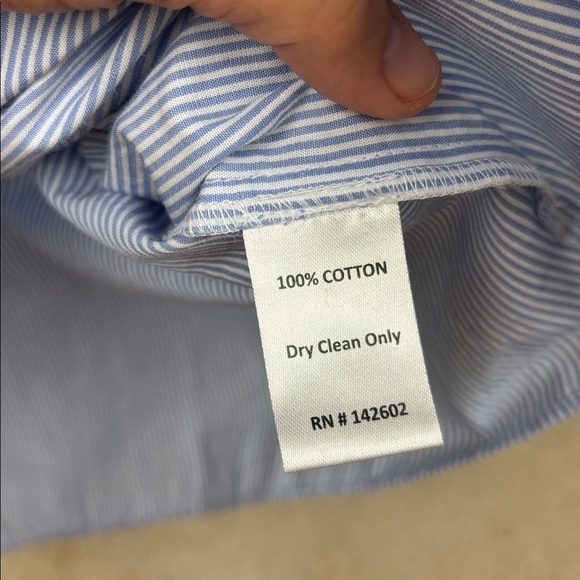 100% COTTON
Dry Clean Only
RN # 142602